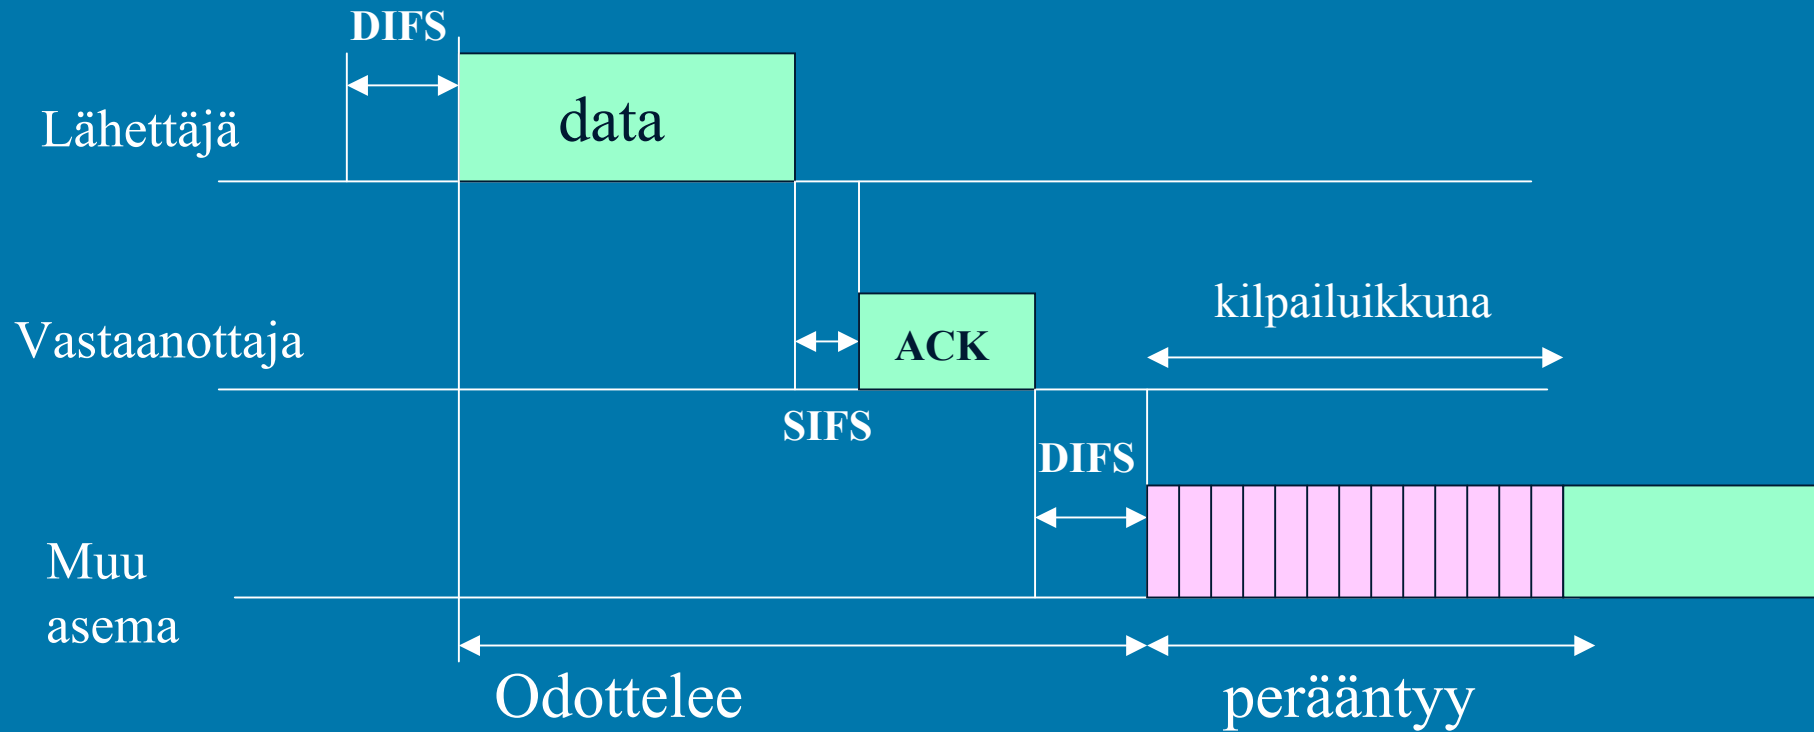 DIFS
Lähettäjä
data
Vastaanottaja
ACK
kilpailuikkuna
SIFS
DIFS
Muu
asema
Odottelee
perääntyy